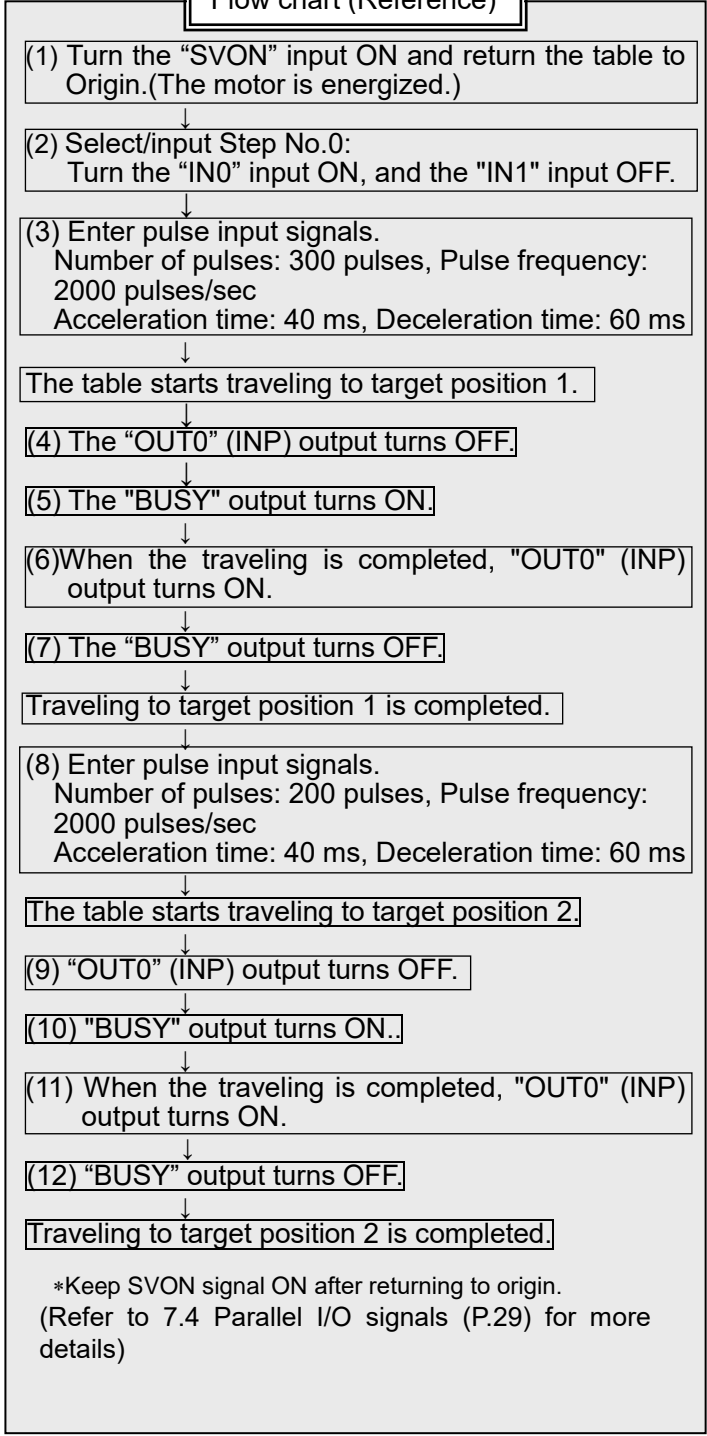 Flow chart (Reference)
(1) Turn the “SVON” input ON and return the table to
Origin.(The motor is energized.)
↓
(2) Select/input Step No.0:
Turn the “IN0” input ON, and the "IN1" input OFF.
↓
(3) Enter pulse input signals.
Number of pulses: 300 pulses, Pulse frequency:
2000 pulses/sec
Acceleration time: 40 ms, Deceleration time: 60 ms
↓
The table starts traveling to target position 1.
↓
(4) The “OUT0” (INP) output turns OFF.
↓
(5) The "BUSY" output turns ON.
↓
(6)When the traveling is completed, "OUT0" (INP)
output turns ON.
↓
(7) The “BUSY” output turns OFF.
↓
Traveling to target position 1 is completed.
↓
(8) Enter pulse input signals.
Number of pulses: 200 pulses, Pulse frequency:
2000 pulses/sec
Acceleration time: 40 ms, Deceleration time: 60 ms
↓
The table starts traveling to target position 2.
↓
(9) “OUT0” (INP) output turns OFF.
↓
(10) "BUSY" output turns ON..
↓
(11) When the traveling is completed, "OUT0" (INP)
output turns ON.
↓
(12) “BUSY” output turns OFF.
↓
Traveling to target position 2 is completed.
*Keep SVON signal ON after returning to origin.
(Refer to 7.4 Parallel I/O signals (P.29) for more
details)